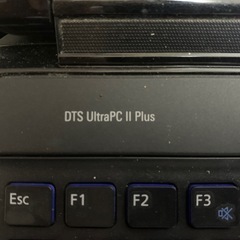 DTS UltraPC II Plus
Esc F1 F2 F3